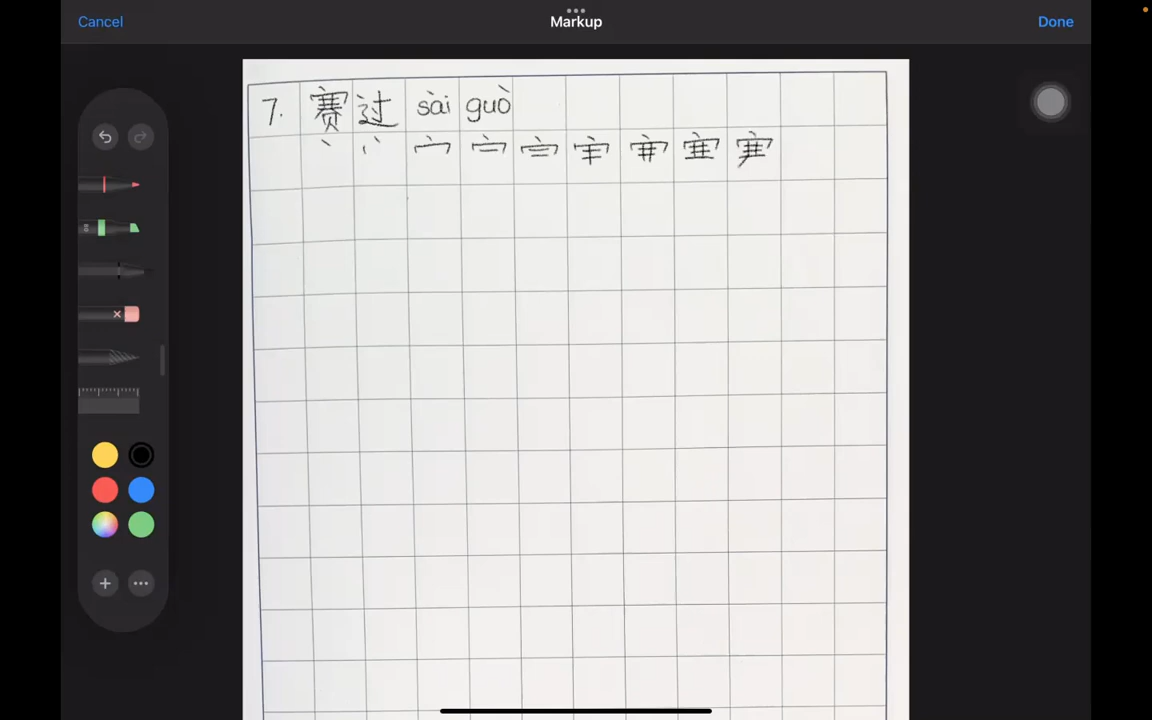 Cancel
Markup
Done
7. 赛过 sài guò